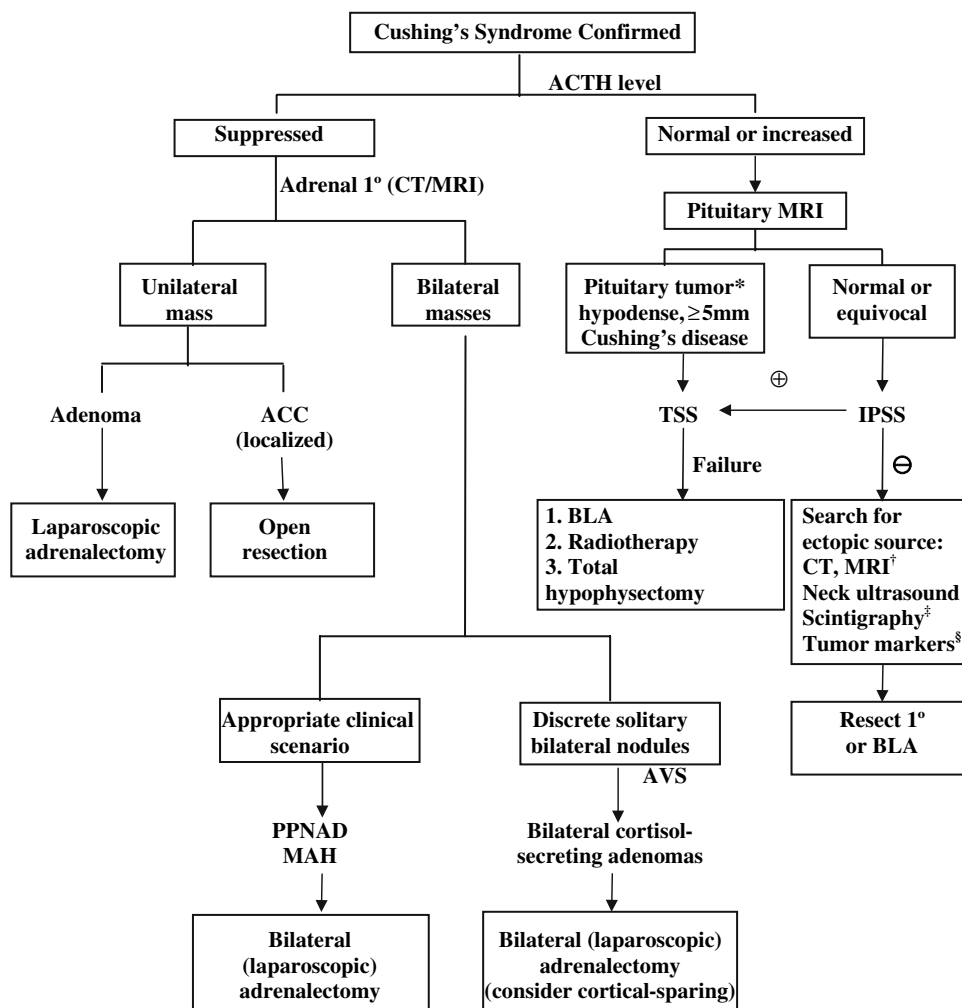 Cushing's Syndrome Confirmed
ACTH level
Suppressed
Normal or increased
Adrenal 1º (CT/MRI)
Pituitary MRI
Unilateral
mass
Bilateral
masses
Pituitary tumor*
hypodense, ≥5mm
Cushing's disease
Normal or
equivocal
⊕
Adenoma
ACC
(localized)
TSS
IPSS
Failure
⊖
Laparoscopic
adrenalectomy
Open
resection
1. BLA
2. Radiotherapy
3. Total
hypophysectomy
Search for
ectopic source:
CT, MRI†
Neck ultrasound
Scintigraphy‡
Tumor markers§
Appropriate clinical
scenario
Discrete solitary
bilateral nodules
Resect 1º
or BLA
AVS
PPNAD
MAH
Bilateral cortisol-
secreting adenomas
Bilateral
(laparoscopic)
adrenalectomy
Bilateral (laparoscopic)
adrenalectomy
(consider cortical-sparing)